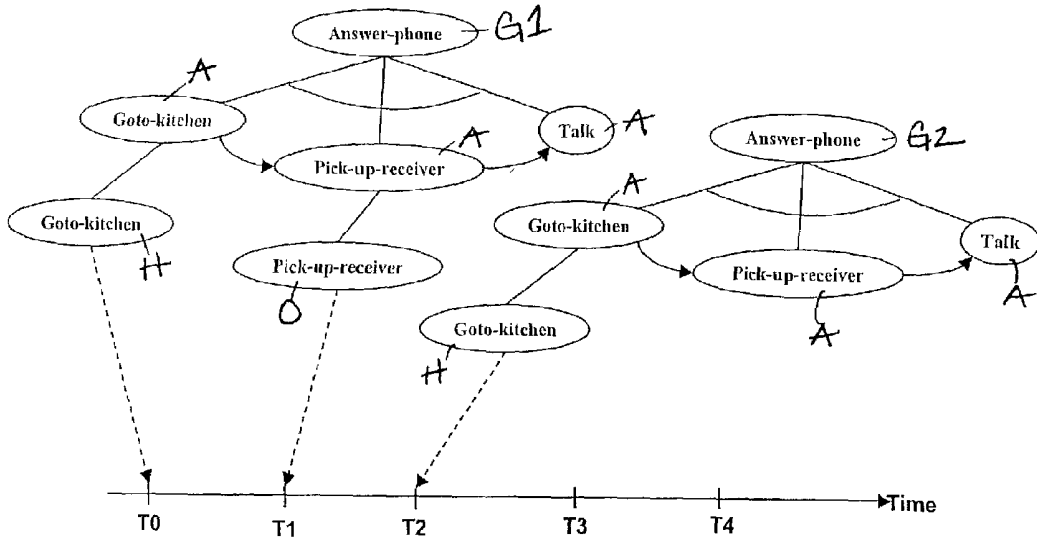 Answer-phone G1
A
Goto-kitchen
Talk A
A
Pick-up-receiver
Answer-phone G2
A
Goto-kitchen
Goto-kitchen
H
Talk
A
Pick-up-receiver
O
Pick-up-receiver
A
Goto-kitchen
H
Time
T0 T1 T2 T3 T4